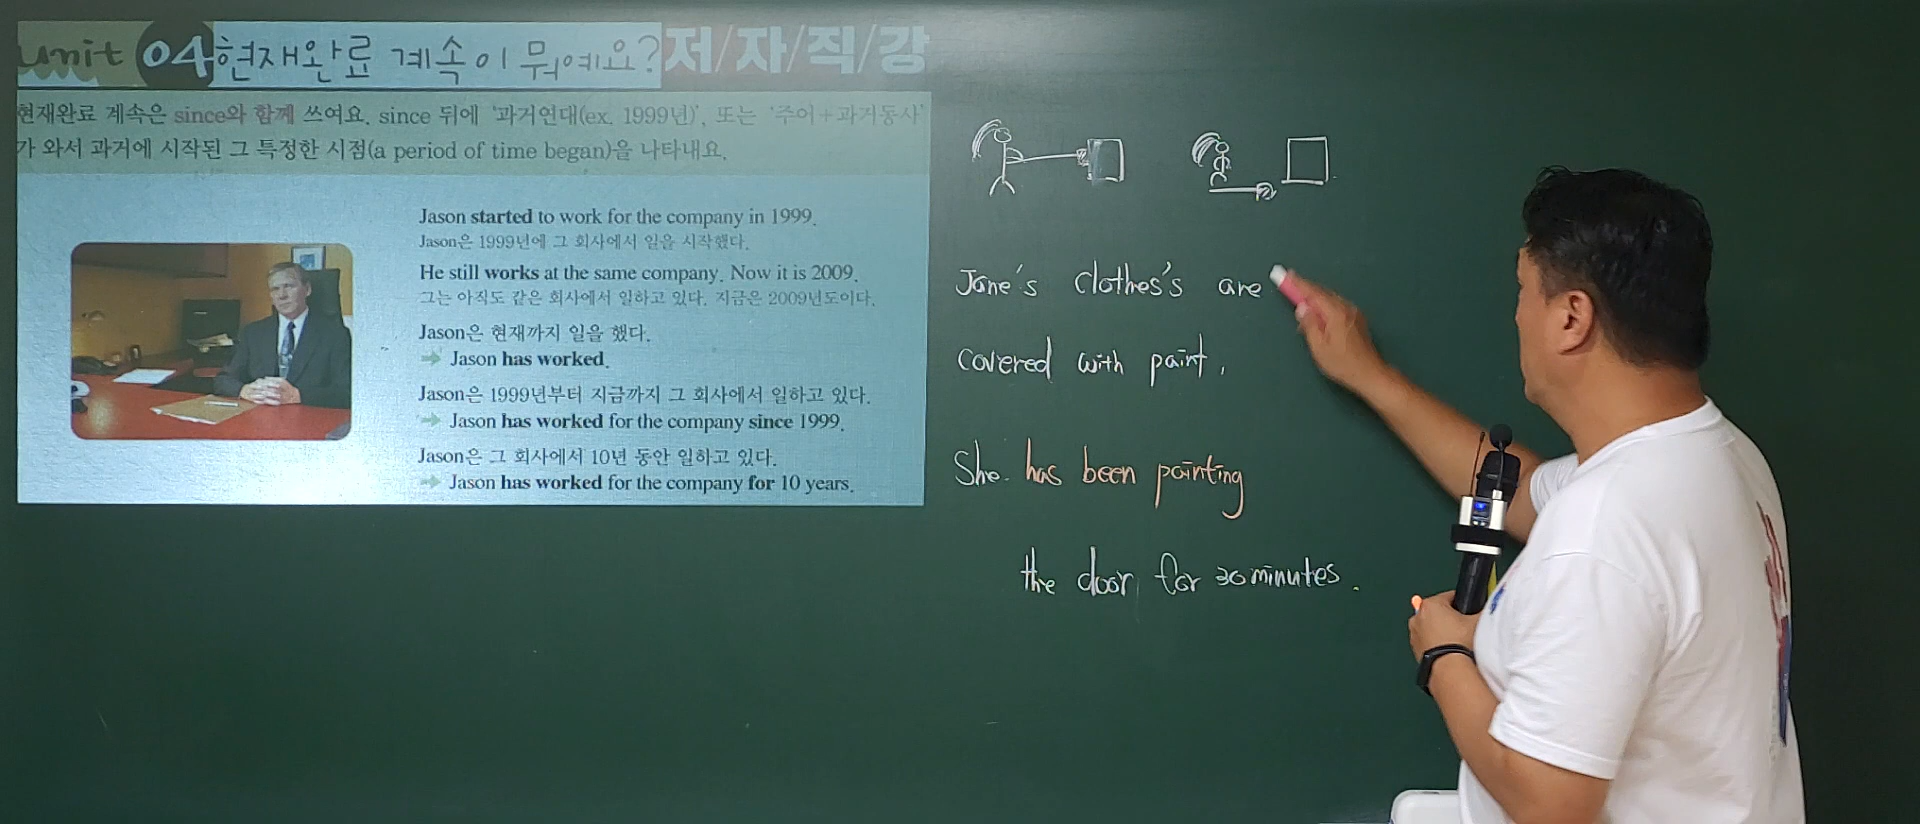 unit 04 현재완료 계속이 뭐예요? 저/자/직/강
현재완료 계속은 since와 함께 쓰여요. since 뒤에 '과거연대(ex. 1999년)', 또는 '주어+과거동사'
가 와서 과거에 시작된 그 특정한 시점(a period of time began)을 나타내요.
Jason started to work for the company in 1999.
Jason은 1999년에 그 회사에서 일을 시작했다.
He still works at the same company. Now it is 2009.
그는 아직도 같은 회사에서 일하고 있다. 지금은 2009년도이다.
Jason은 현재까지 일을 했다.
➡ Jason has worked.
Jason은 1999년부터 지금까지 그 회사에서 일하고 있다.
➡ Jason has worked for the company since 1999.
Jason은 그 회사에서 10년 동안 일하고 있다.
➡ Jason has worked for the company for 10 years.
Jane's clothes's are
covered with paint.
She has been painting
the door for 30 minutes.